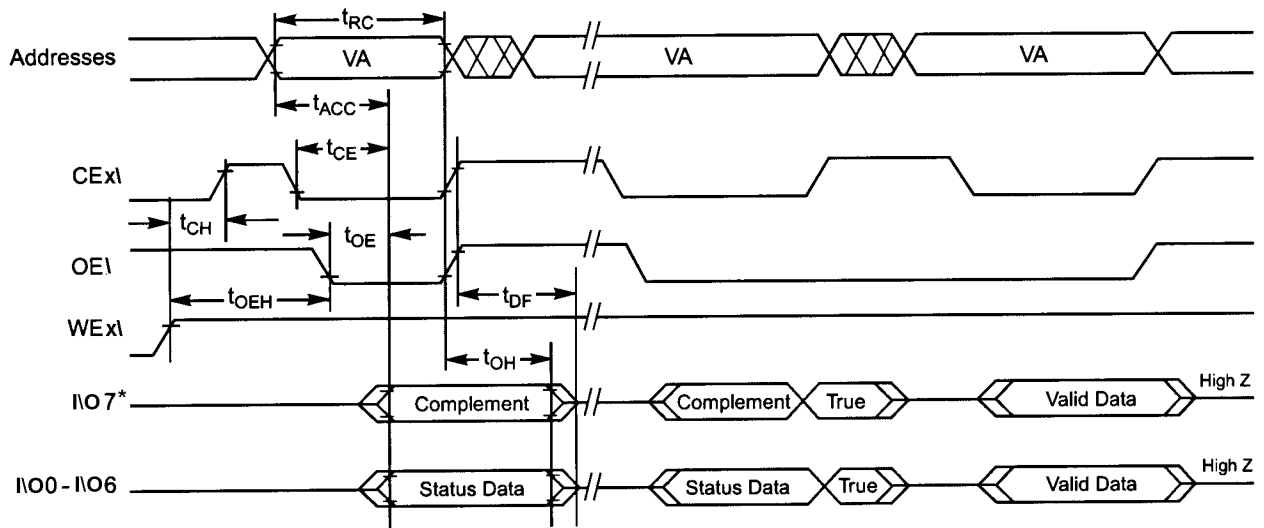 tRC
Addresses VA VA VA
tACC
tCE
CEx\
tCH tOE
OE\
tOEH tDF
WEx\
tOH
I\O7* Complement Complement True Valid Data High Z
I\O0-I\O6 Status Data Status Data True Valid Data High Z